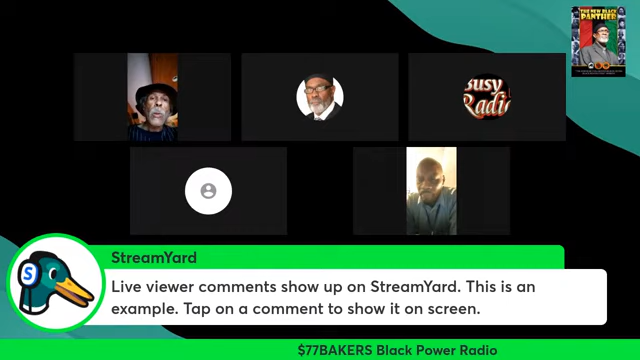 THE NEW BLACK
PANTHER
Busy
Radio
S
StreamYard
Live viewer comments show up on StreamYard. This is an
example. Tap on a comment to show it on screen.
$77BAKERS Black Power Radio